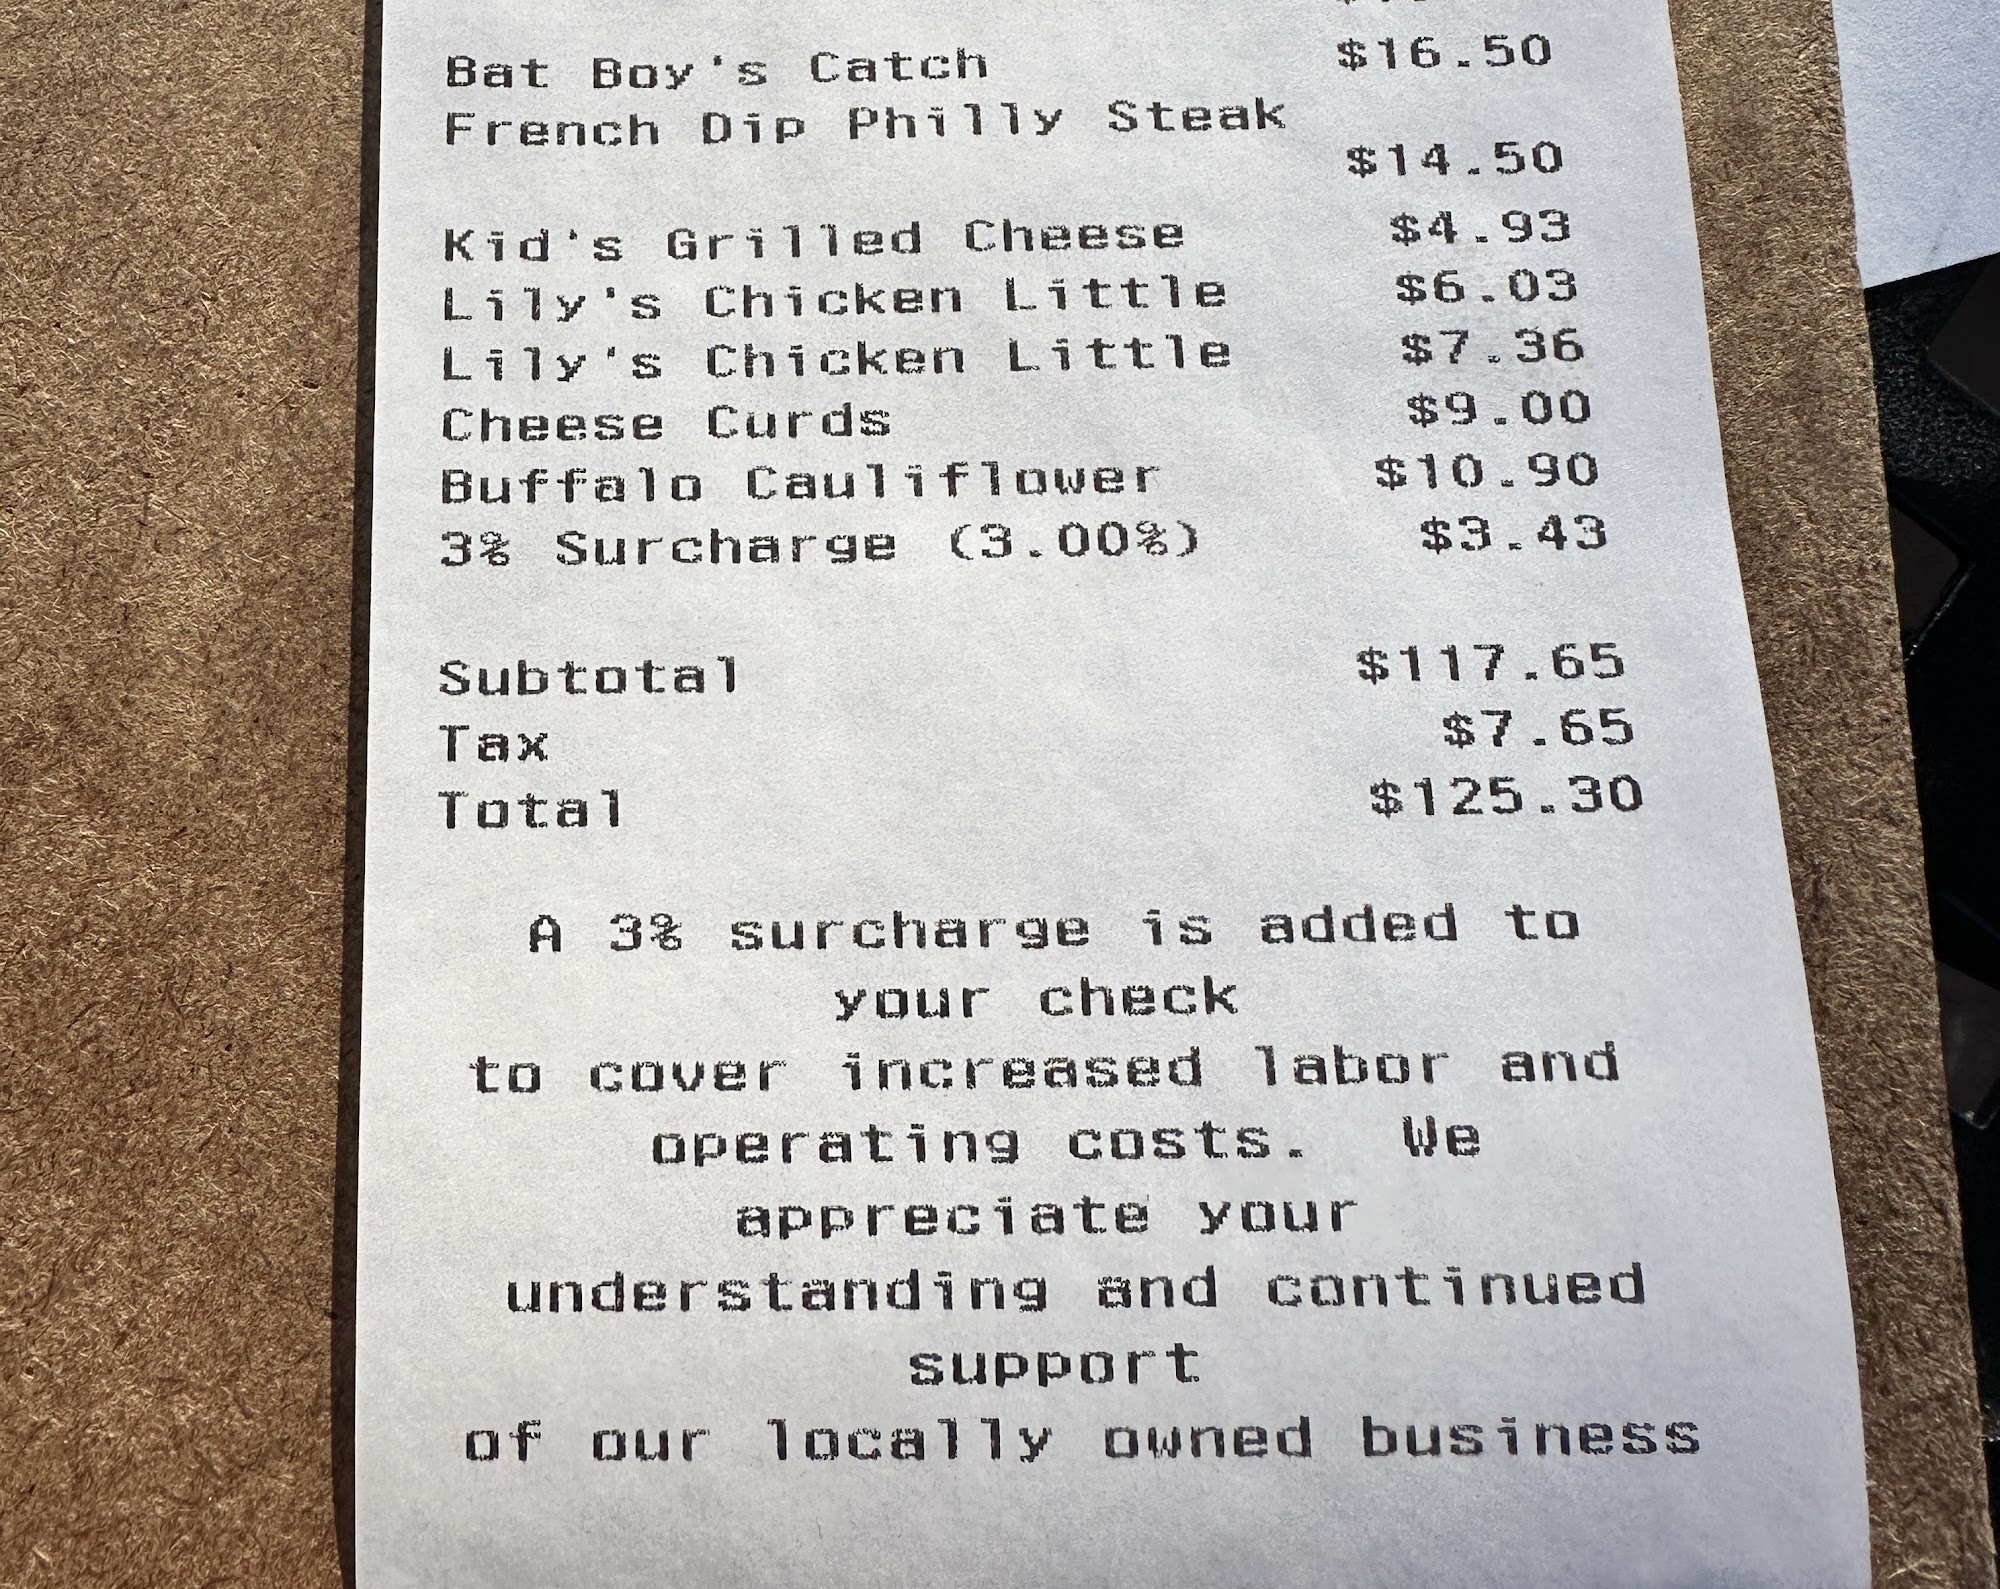 Bat Boy's Catch $16.50
French Dip Philly Steak
$14.50
Kid's Grilled Cheese $4.93
Lily's Chicken Little $6.03
Lily's Chicken Little $7.36
Cheese Curds $9.00
Buffalo Cauliflower $10.90
3% Surcharge (3.00%) $3.43
Subtotal $117.65
Tax $7.65
Total $125.30
A 3% surcharge is added to
your check
to cover increased labor and
operating costs. We
appreciate your
understanding and continued
support
of our locally owned business